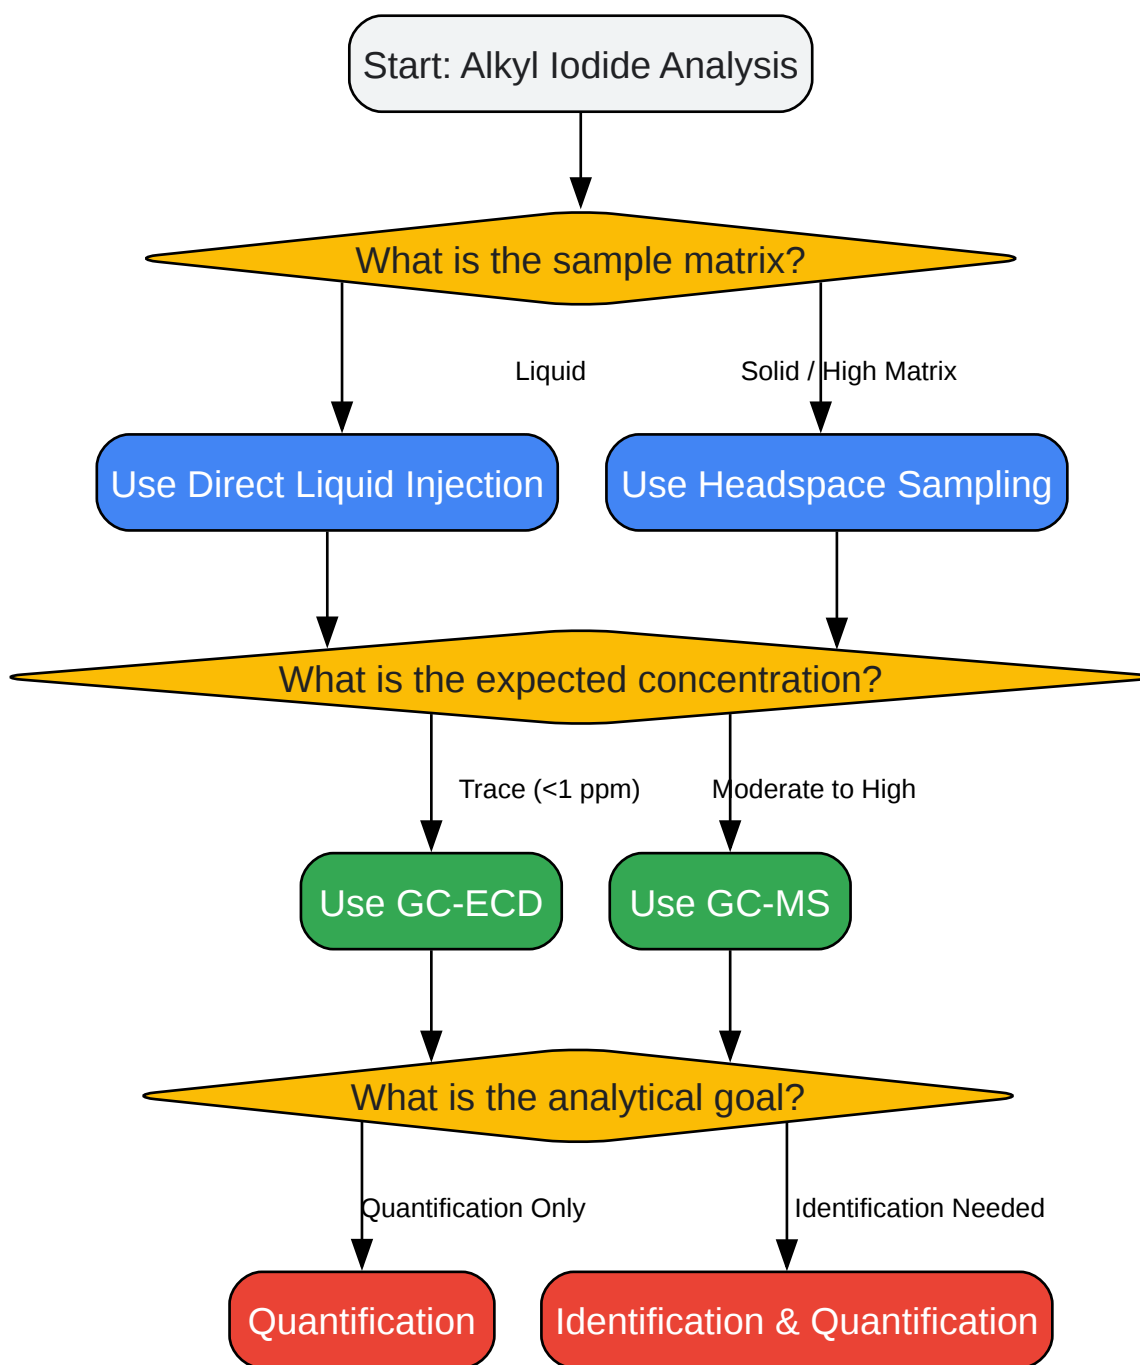 Start: Alkyl Iodide Analysis
What is the sample matrix?
Liquid
Solid / High Matrix
Use Direct Liquid Injection
Use Headspace Sampling
What is the expected concentration?
Trace (<1 ppm)
Moderate to High
Use GC-ECD
Use GC-MS
What is the analytical goal?
Quantification Only
Identification Needed
Quantification
Identification & Quantification